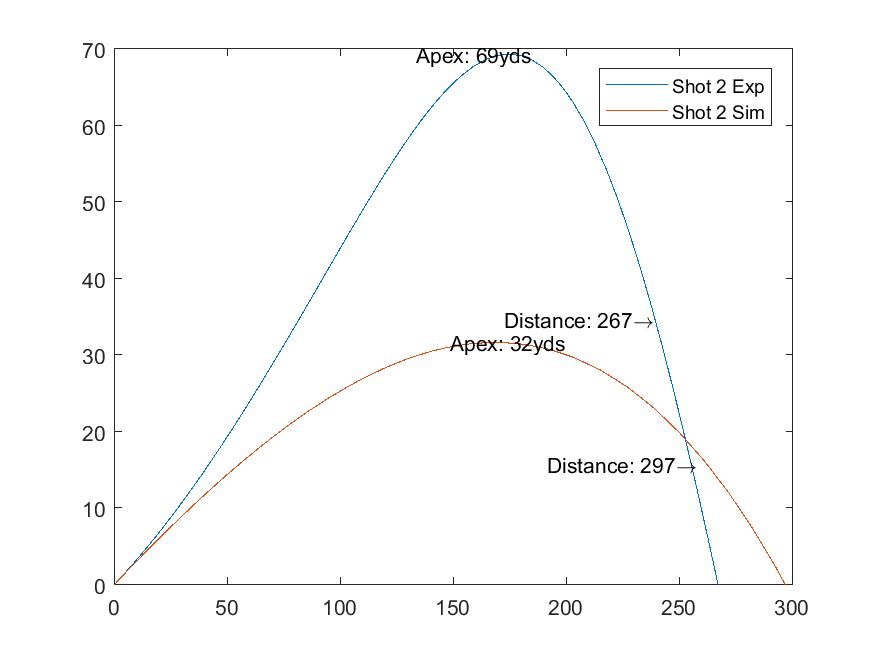 70
60
50
40
30
20
10
0
0
50
100
150
200
250
300
Apex: 69yds
Shot 2 Exp
Shot 2 Sim
Distance: 267→
Apex: 32yds
Distance: 297→